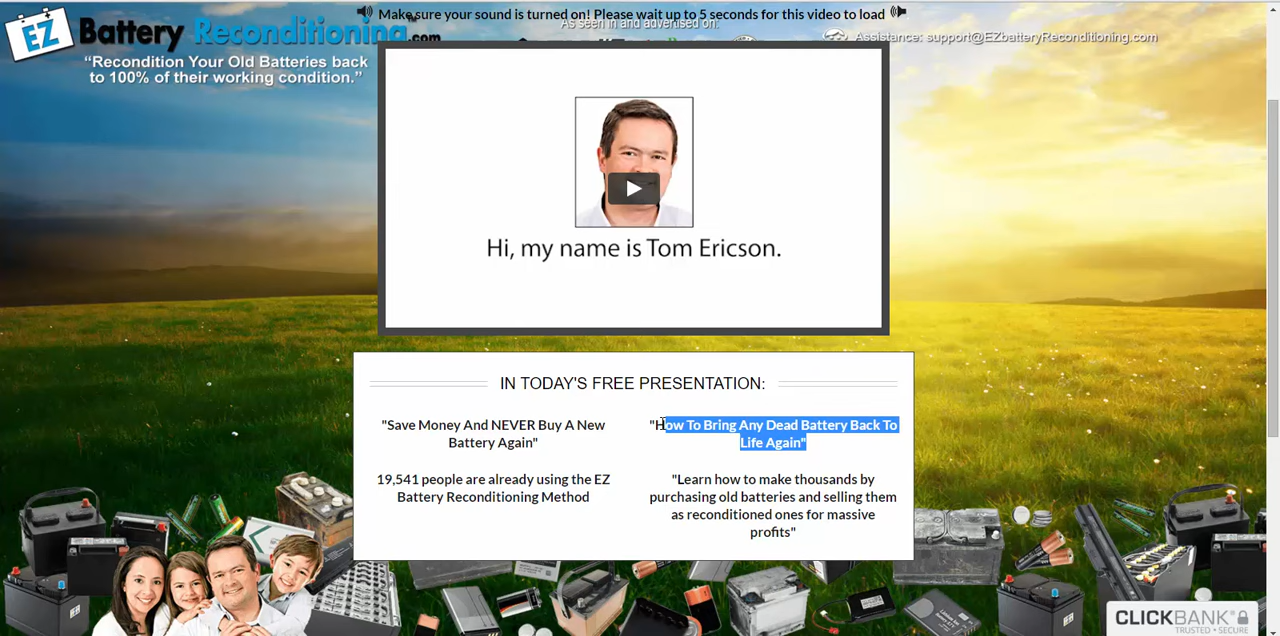 Make sure your sound is turned on! Please wait up to 5 seconds for this video to load
As seen in and advertised on:
EZ Battery Reconditioning.com
Assistance: support@EZbatteryReconditioning.com
“Recondition Your Old Batteries back
to 100% of their working condition.”
Hi, my name is Tom Ericson.
IN TODAY'S FREE PRESENTATION:
"Save Money And NEVER Buy A New
Battery Again"
"How To Bring Any Dead Battery Back To
Life Again"
19,541 people are already using the EZ
Battery Reconditioning Method
"Learn how to make thousands by
purchasing old batteries and selling them
as reconditioned ones for massive
profits"
CLICKBANK®
TRUSTED • SECURE